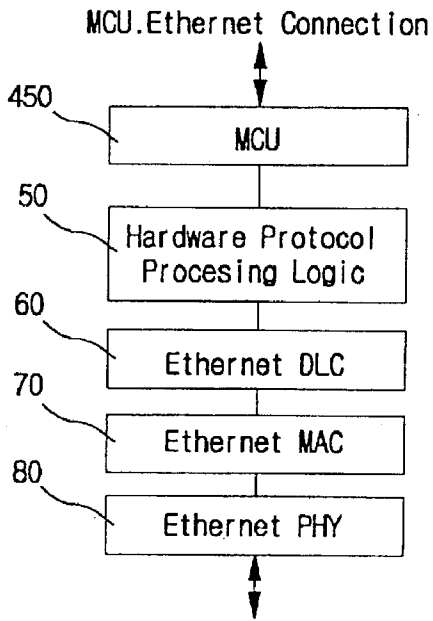 MCU.Ethernet Connection
450
MCU
50
Hardware Protocol
Procesing Logic
60
Ethernet DLC
70
Ethernet MAC
80
Ethernet PHY